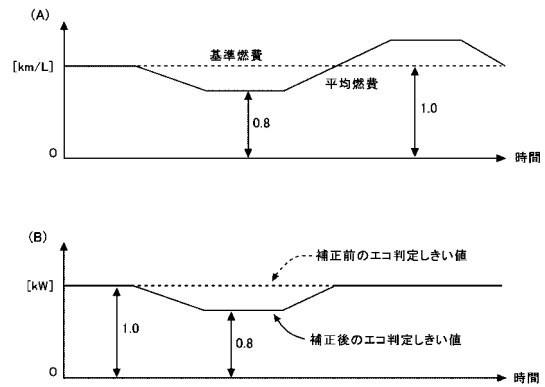 (A)
基準燃費
[km/L]
平均燃費
0.8
1.0
0
時間
(B)
補正前のエコ判定しきい値
[kW]
1.0
0.8
補正後のエコ判定しきい値
0
時間